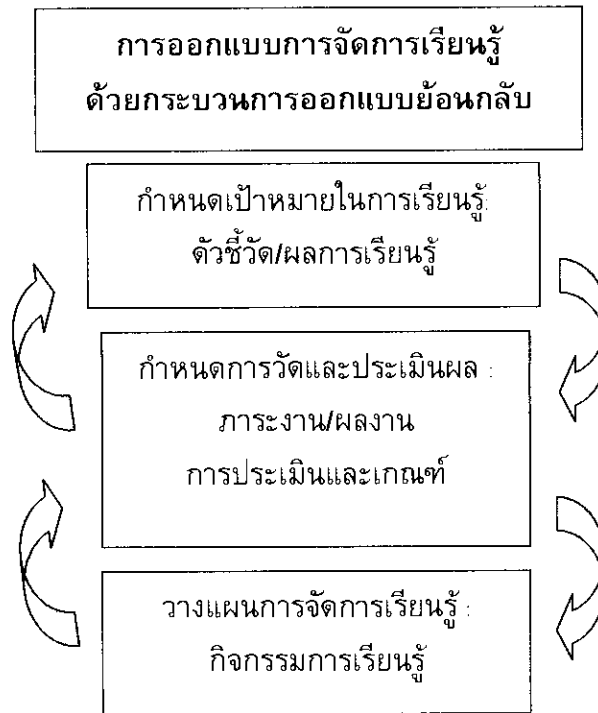 การออกแบบการจัดการเรียนรู้
ด้วยกระบวนการออกแบบย้อนกลับ
กำหนดเป้าหมายในการเรียนรู้:
ตัวชี้วัด/ผลการเรียนรู้
กำหนดการวัดและประเมินผล :
ภาระงาน/ผลงาน
การประเมินและเกณฑ์
วางแผนการจัดการเรียนรู้ :
กิจกรรมการเรียนรู้